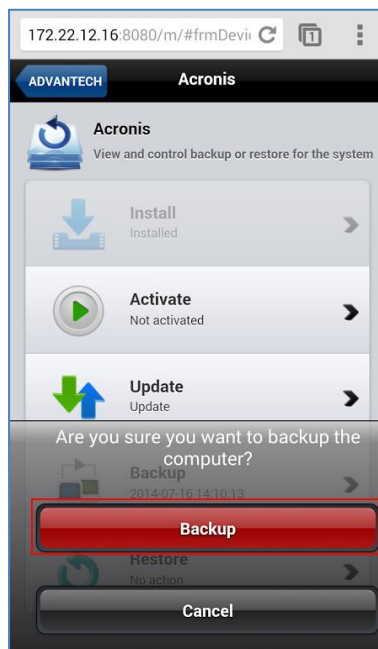 172.22.12.16:8080/m/#frmDevi
1
ADVANTECH
Acronis
Acronis
View and control backup or restore for the system
Install
Installed
Activate
Not activated
Update
Update
Are you sure you want to backup the
computer?
Backup
2014-07-16 14:10:13
Backup
Restore
No action
Cancel